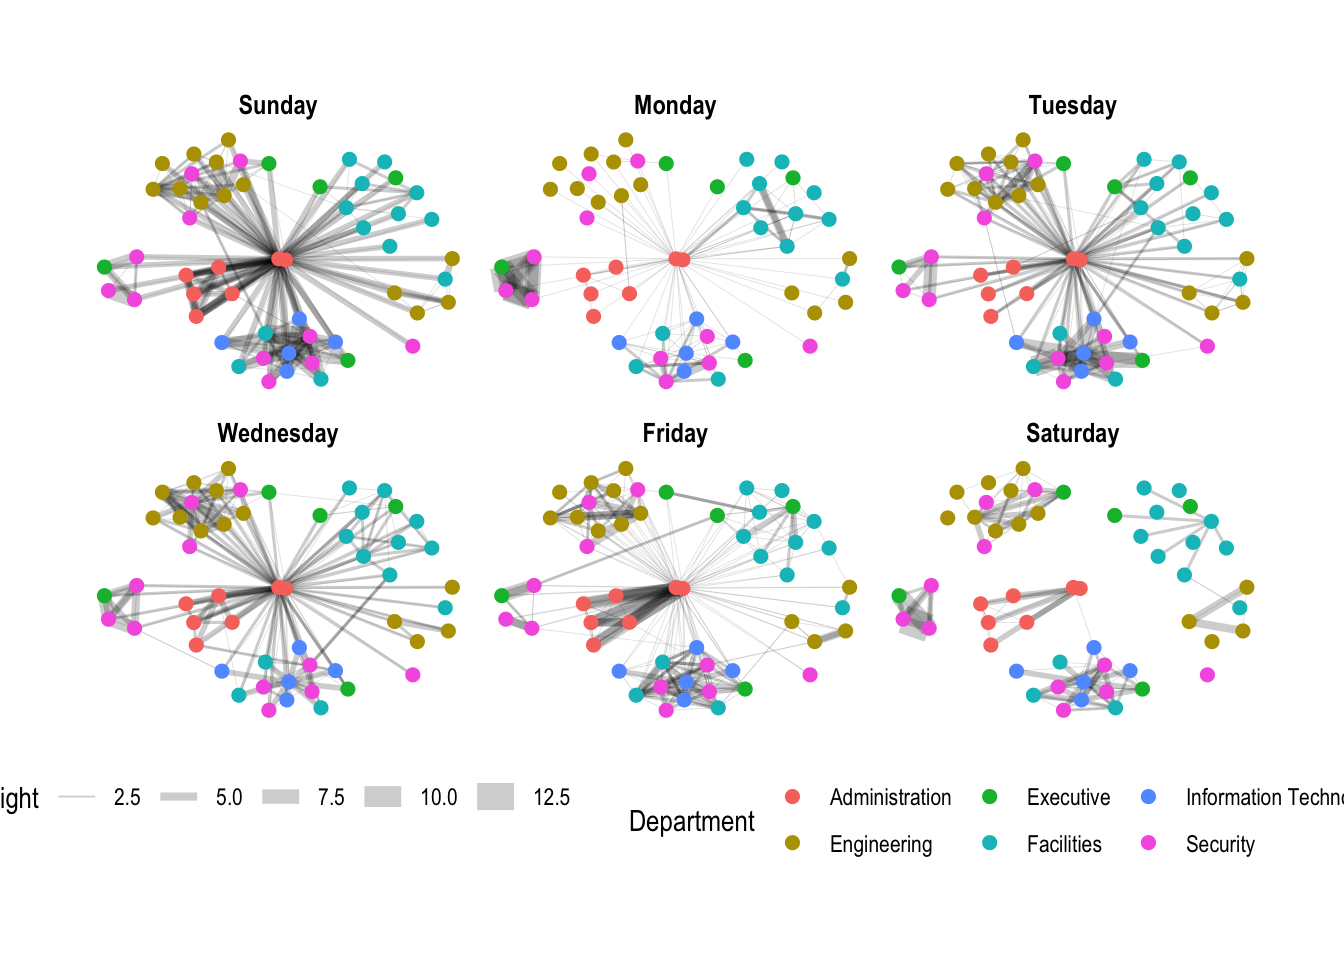 Sunday
Monday
Tuesday
Wednesday
Friday
Saturday
ight 2.5 5.0 7.5 10.0 12.5
Department
Administration Executive Information Techno
Engineering Facilities Security